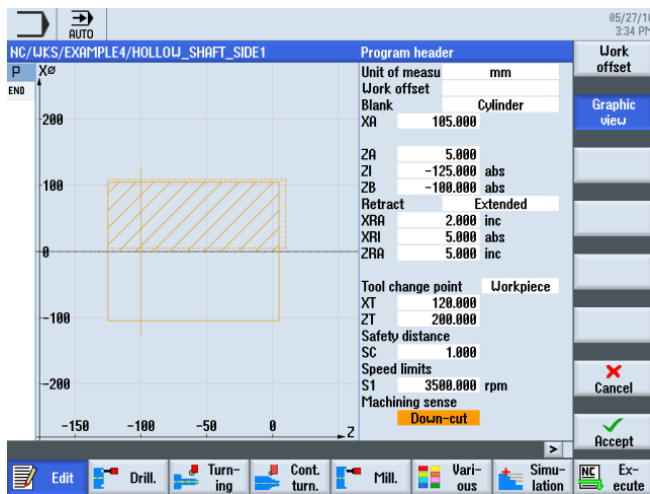 AUTO
05/27/10
3:34 PM
NC/WKS/EXAMPLE4/HOLLOW_SHAFT_SIDE1
Program header
Work offset
P
END
XØ
200
100
0
-100
-200
-150
-100
-50
0
Z
Unit of measu mm
Work offset
Blank Cylinder
XA 105.000
ZA 5.000
ZI -125.000 abs
ZB -100.000 abs
Retract Extended
XRA 2.000 inc
XRI 5.000 abs
ZRA 5.000 inc
Tool change point Workpiece
XT 120.000
ZT 200.000
Safety distance
SC 1.000
Speed limits
S1 3500.000 rpm
Machining sense
Down-cut
Graphic view
Cancel
Accept
>
Edit
Drill.
Turn-
ing
Cont.
turn.
Mill.
Vari-
ous
Simu-
lation
NC
Ex-
ecute